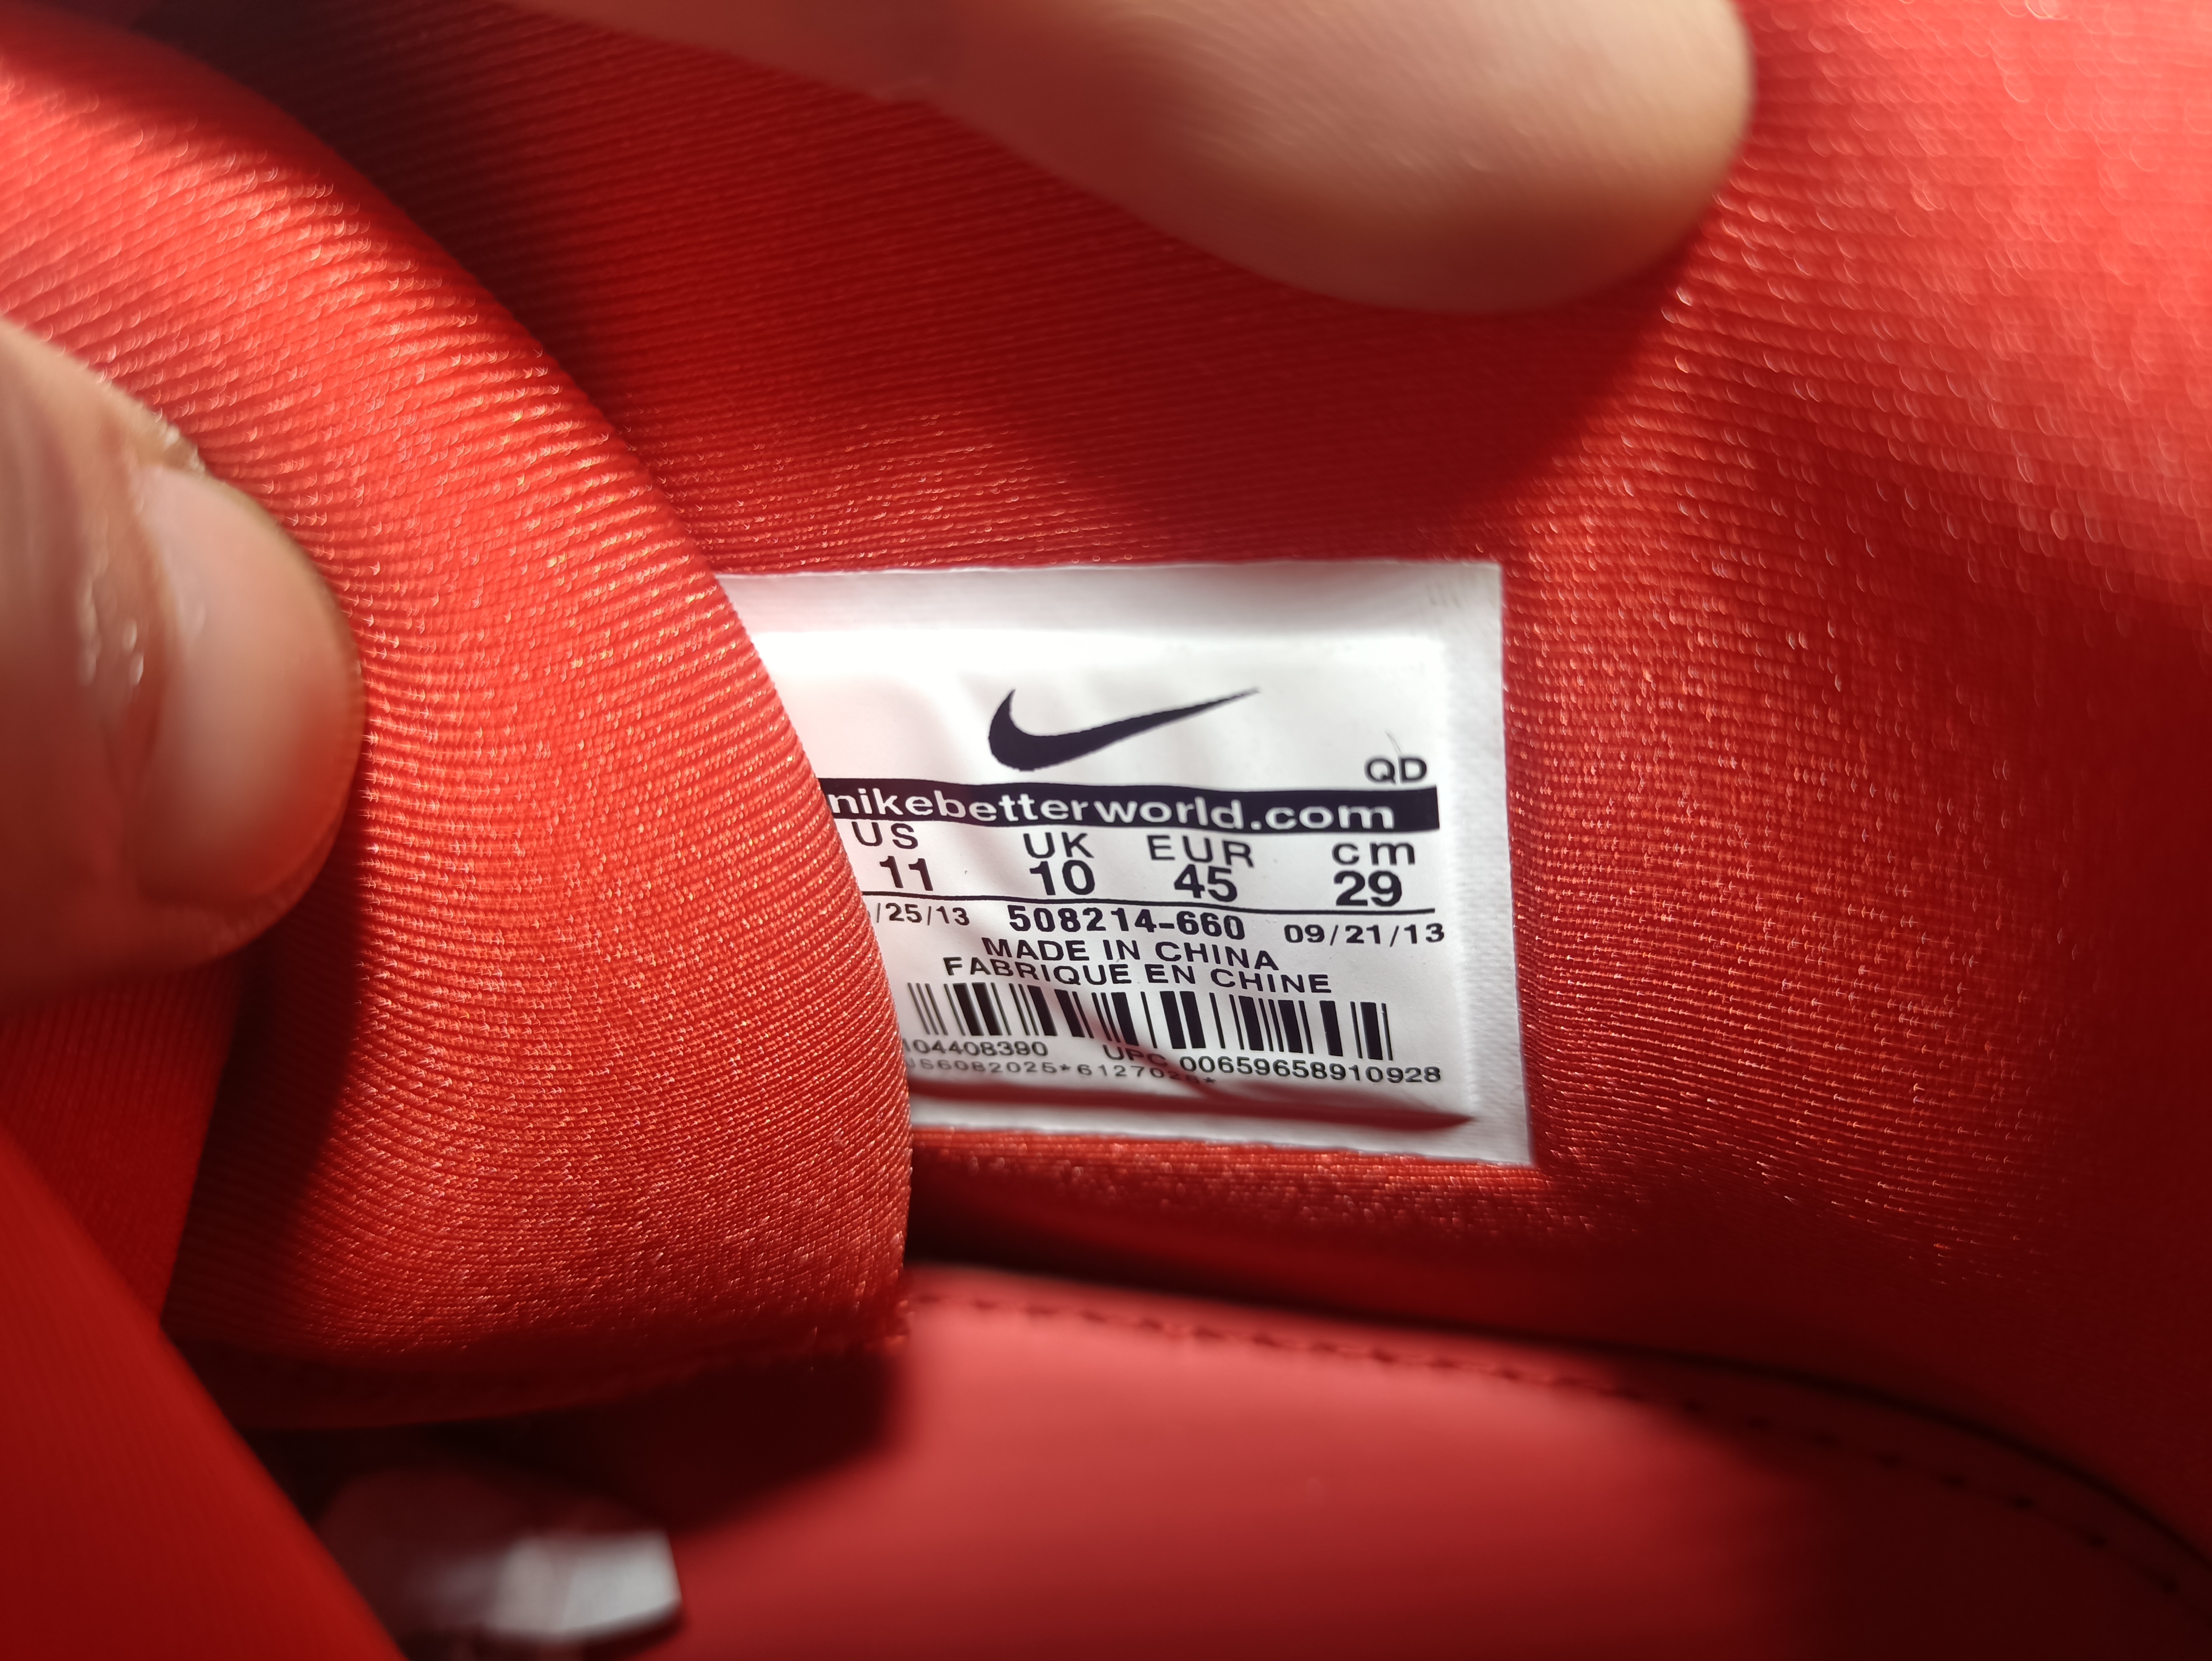 QD
nikebetterworld.com
US UK EUR cm
11 10 45 29
/25/13 508214-660 09/21/13
MADE IN CHINA
FABRIQUE EN CHINE
04408390 UPC 00659658910928